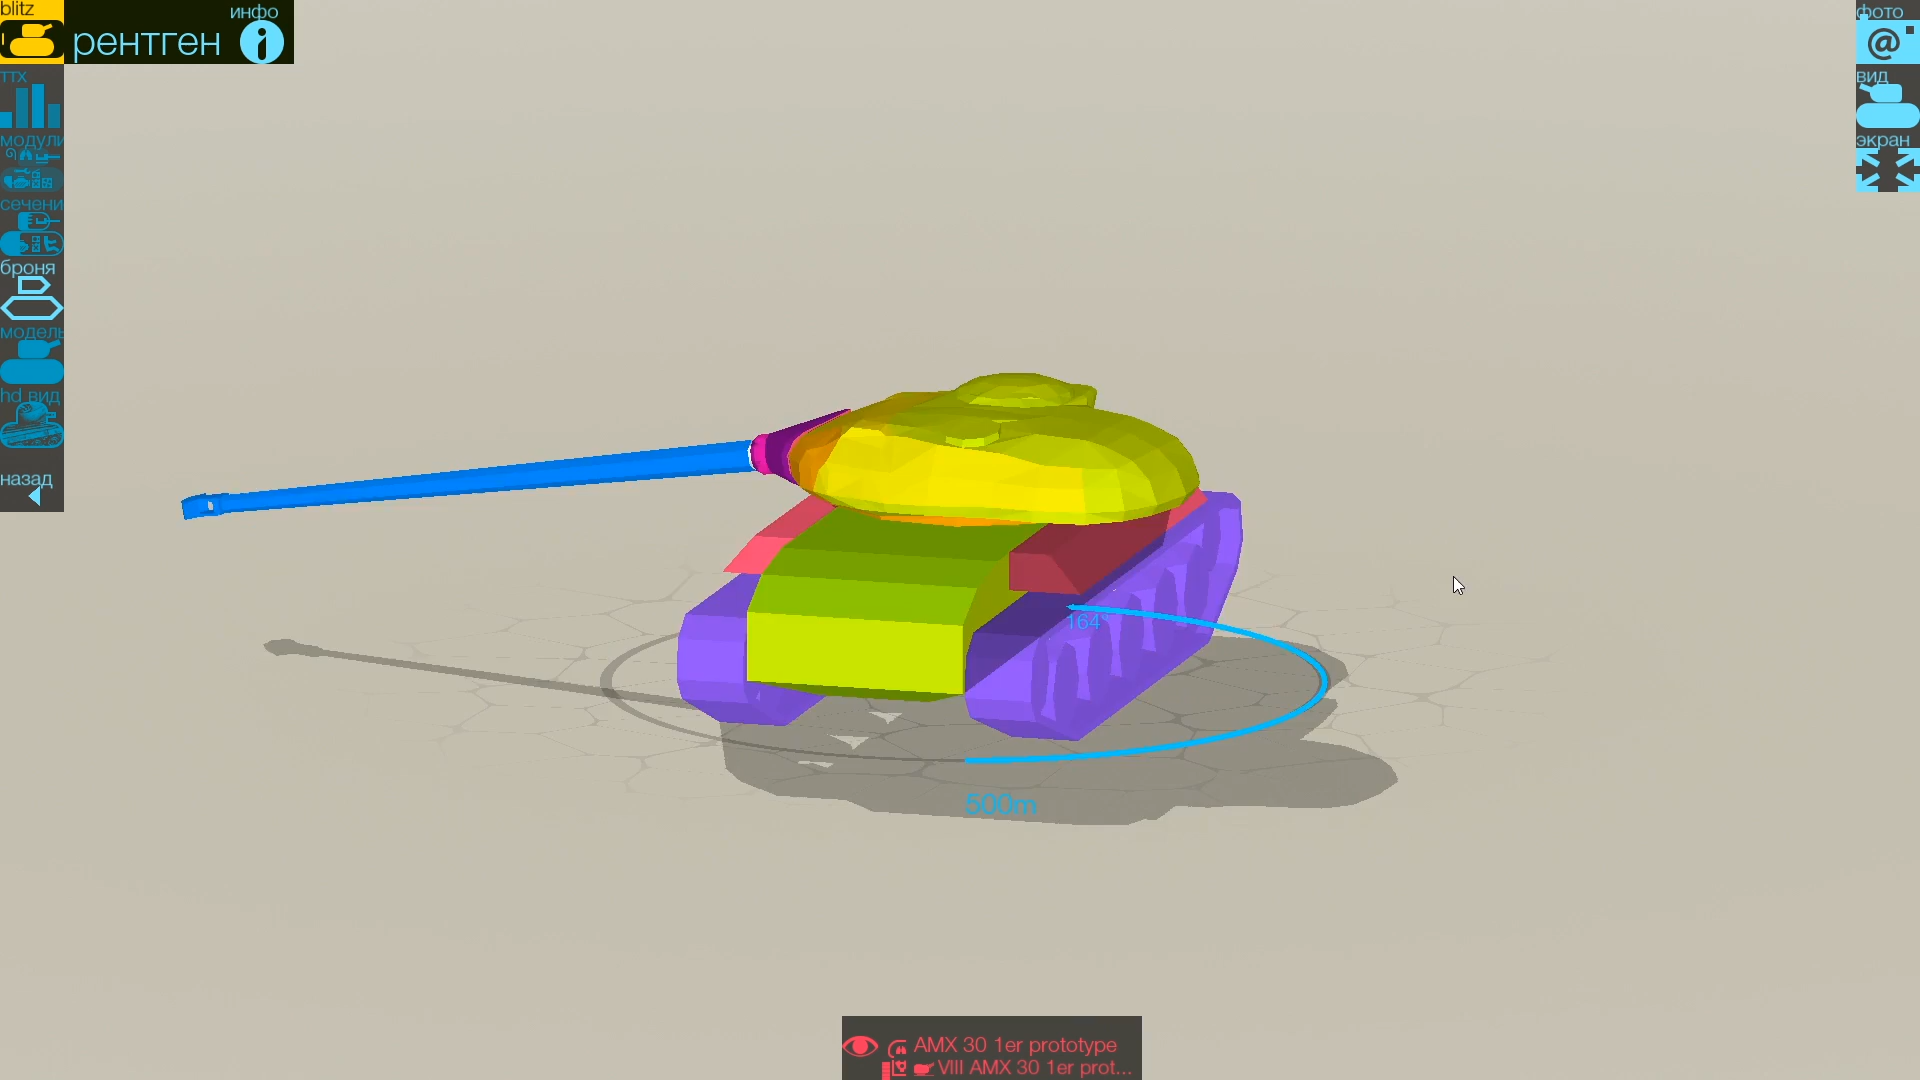 blitz
инфо
рентген
ттх
модули
сечени
броня
модель
hd вид
назад
фото
@
вид
экран
164°
500m
AMX 30 1er prototype
VIII AMX 30 1er prot...